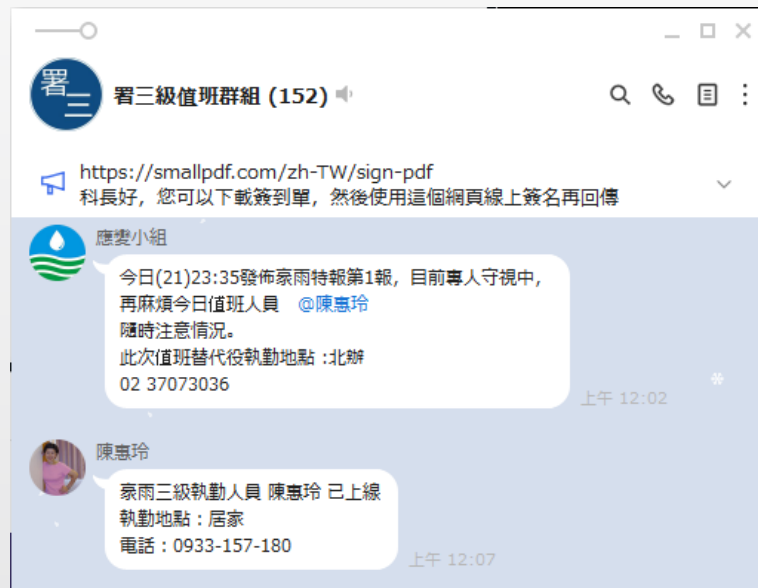 署三
署三級值班群組 (152)
https://smallpdf.com/zh-TW/sign-pdf
科長好，您可以下載簽到單，然後使用這個網頁線上簽名再回傳
應變小組
今日(21)23:35發佈豪雨特報第1報，目前專人守視中，
再麻煩今日值班人員 @陳惠玲
隨時注意情況。
此次值班替代役執勤地點：北辦
02 37073036
上午 12:02
陳惠玲
豪雨三級執勤人員 陳惠玲 已上線
執勤地點：居家
電話：0933-157-180
上午 12:07